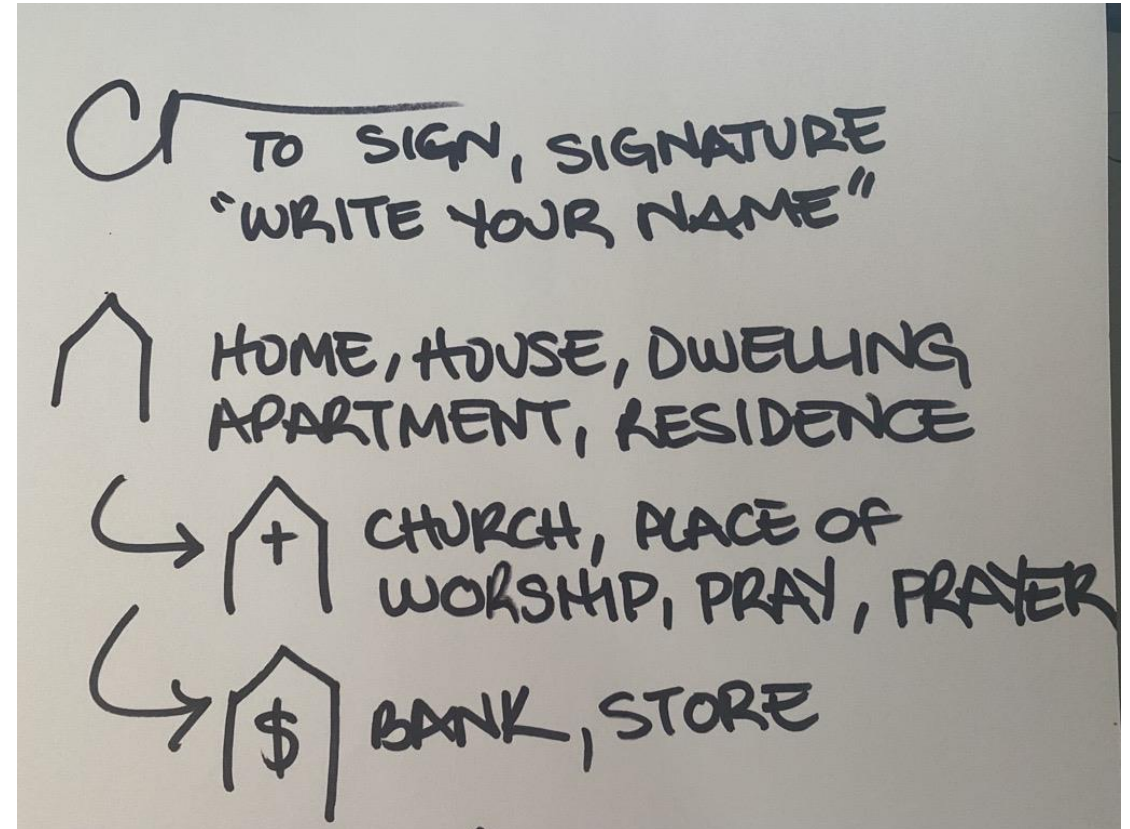 TO SIGN, SIGNATURE
"WRITE YOUR NAME"
HOME, HOUSE, DWELLING
APARTMENT, RESIDENCE
+ CHURCH, PLACE OF
WORSHIP, PRAY, PRAYER
$ BANK, STORE